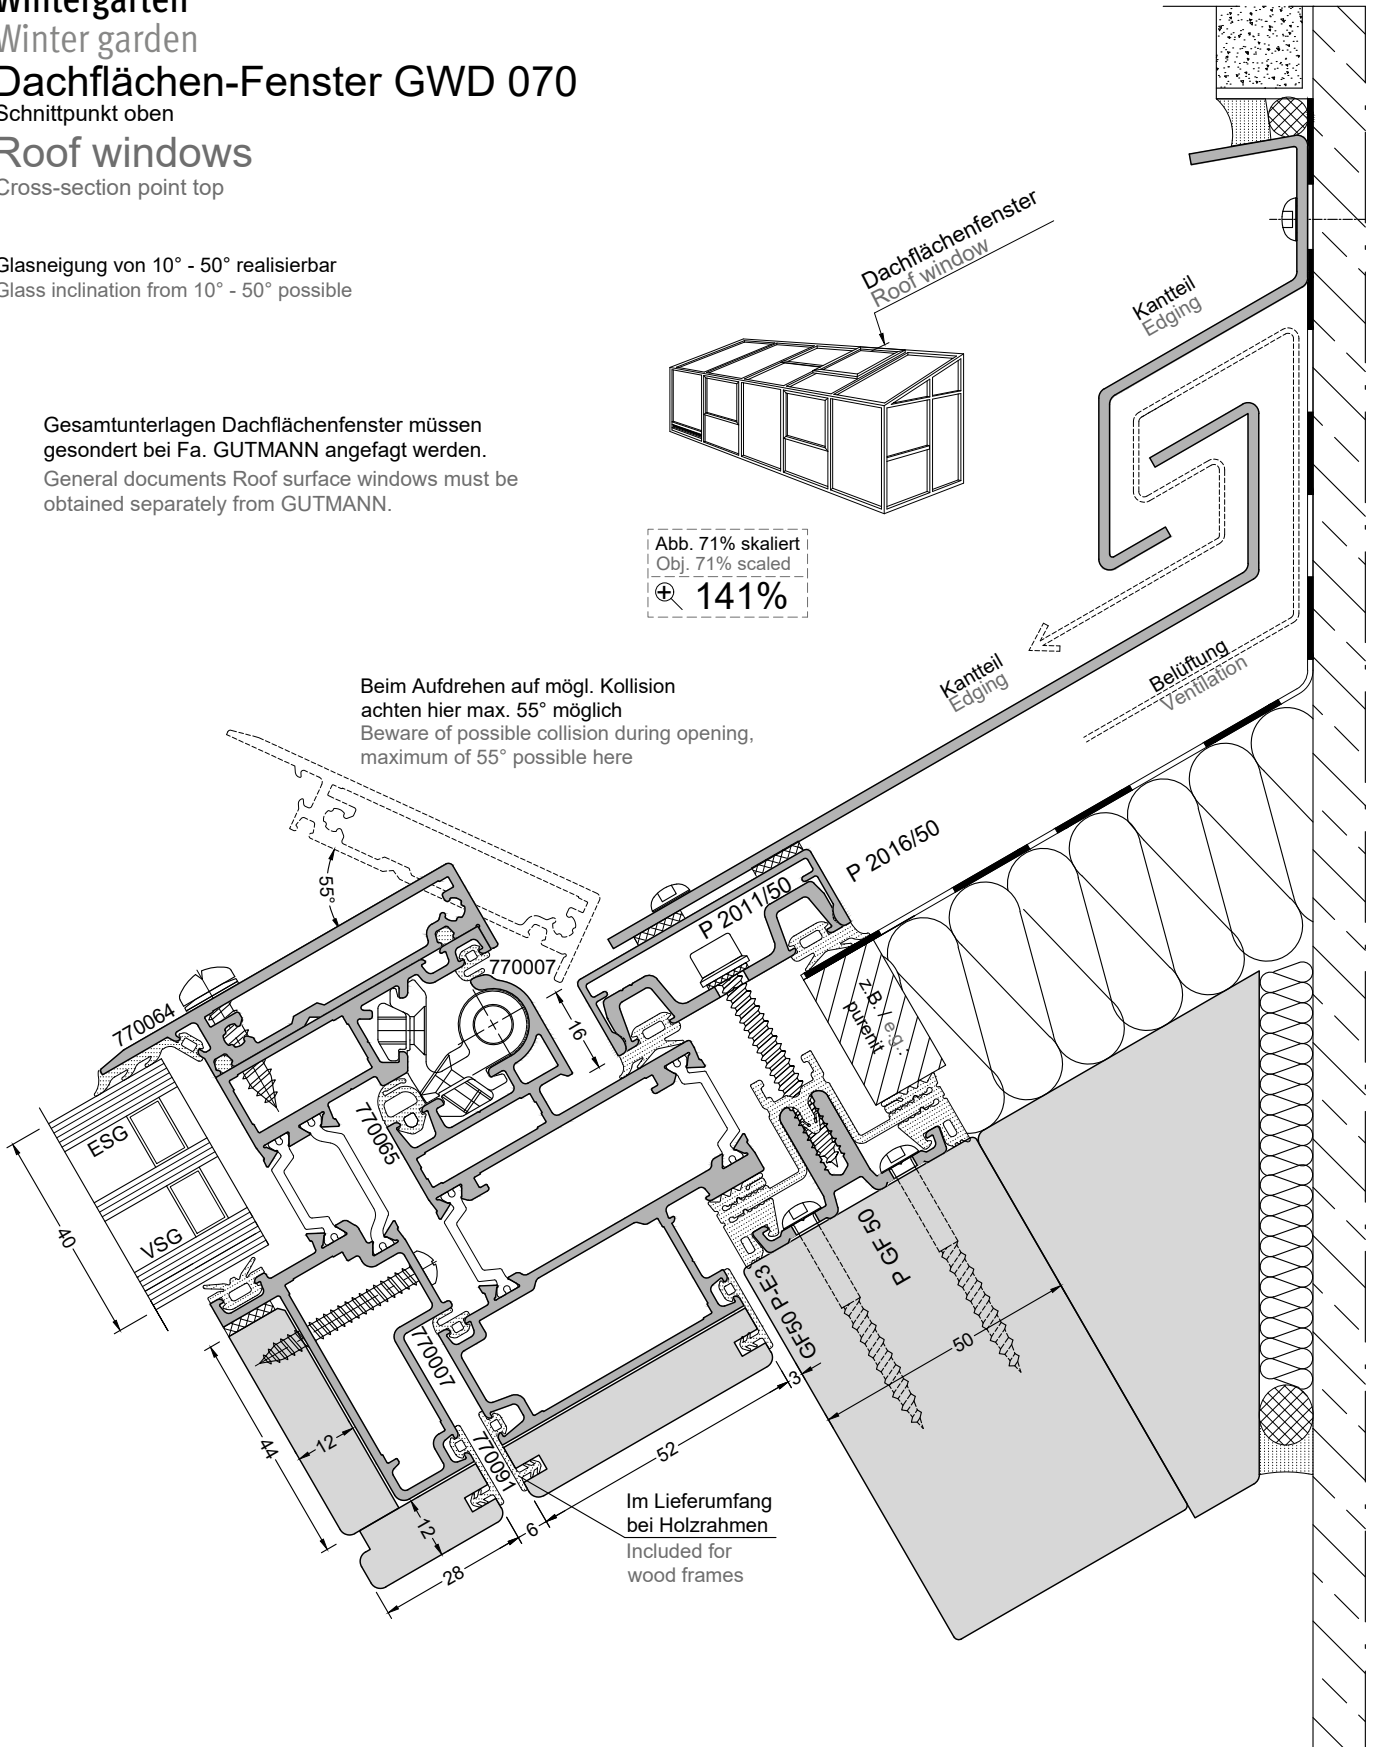 Wintergarten
Winter garden
Dachflächen-Fenster GWD 070
Schnittpunkt oben
Roof windows
Cross-section point top
Glasneigung von 10° - 50° realisierbar
Glass inclination from 10° - 50° possible
Dachflächenfenster
Roof window
Kantteil
Edging
Gesamtunterlagen Dachflächenfenster müssen
gesondert bei Fa. GUTMANN angefagt werden.
General documents Roof surface windows must be
obtained separately from GUTMANN.
Abb. 71% skaliert
Obj. 71% scaled
141%
Kantteil
Edging
Belüftung
Ventilation
Beim Aufdrehen auf mögl. Kollision
achten hier max. 55° möglich
Beware of possible collision during opening,
maximum of 55° possible here
55°
P 2016/50
P 2011/50
770007
770064
16
z.B. / e.g.:
purenit
770065
ESG
VSG
40
P GF 50
GF50 P-E3
50
770007
3
44
12
770091
52
12
6
28
Im Lieferumfang
bei Holzrahmen
Included for
wood frames